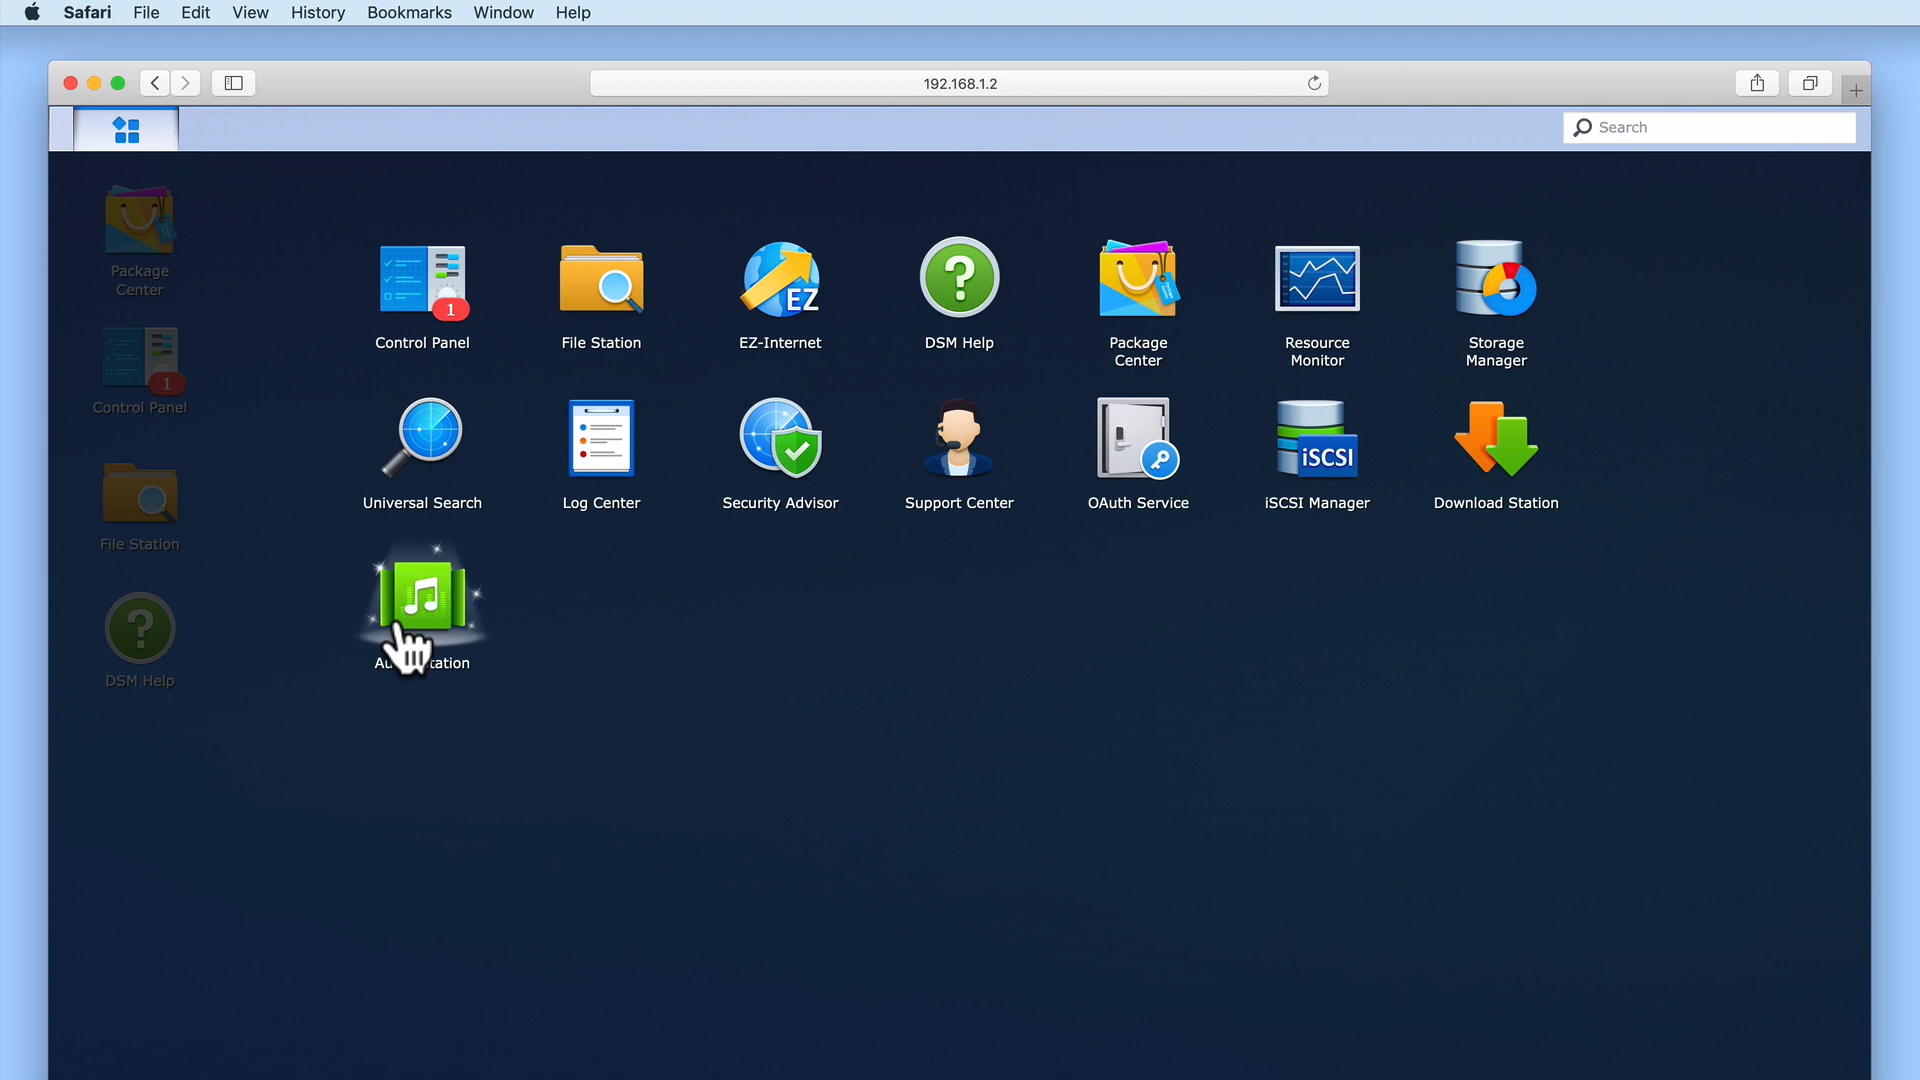 Safari File Edit View History Bookmarks Window Help
192.168.1.2
Search
Package
Center
1
Control Panel
File Station
DSM Help
1
Control Panel
File Station
EZ
EZ-Internet
DSM Help
Package
Center
Resource
Monitor
Storage
Manager
Universal Search
Log Center
Security Advisor
Support Center
OAuth Service
iSCSI
iSCSI Manager
Download Station